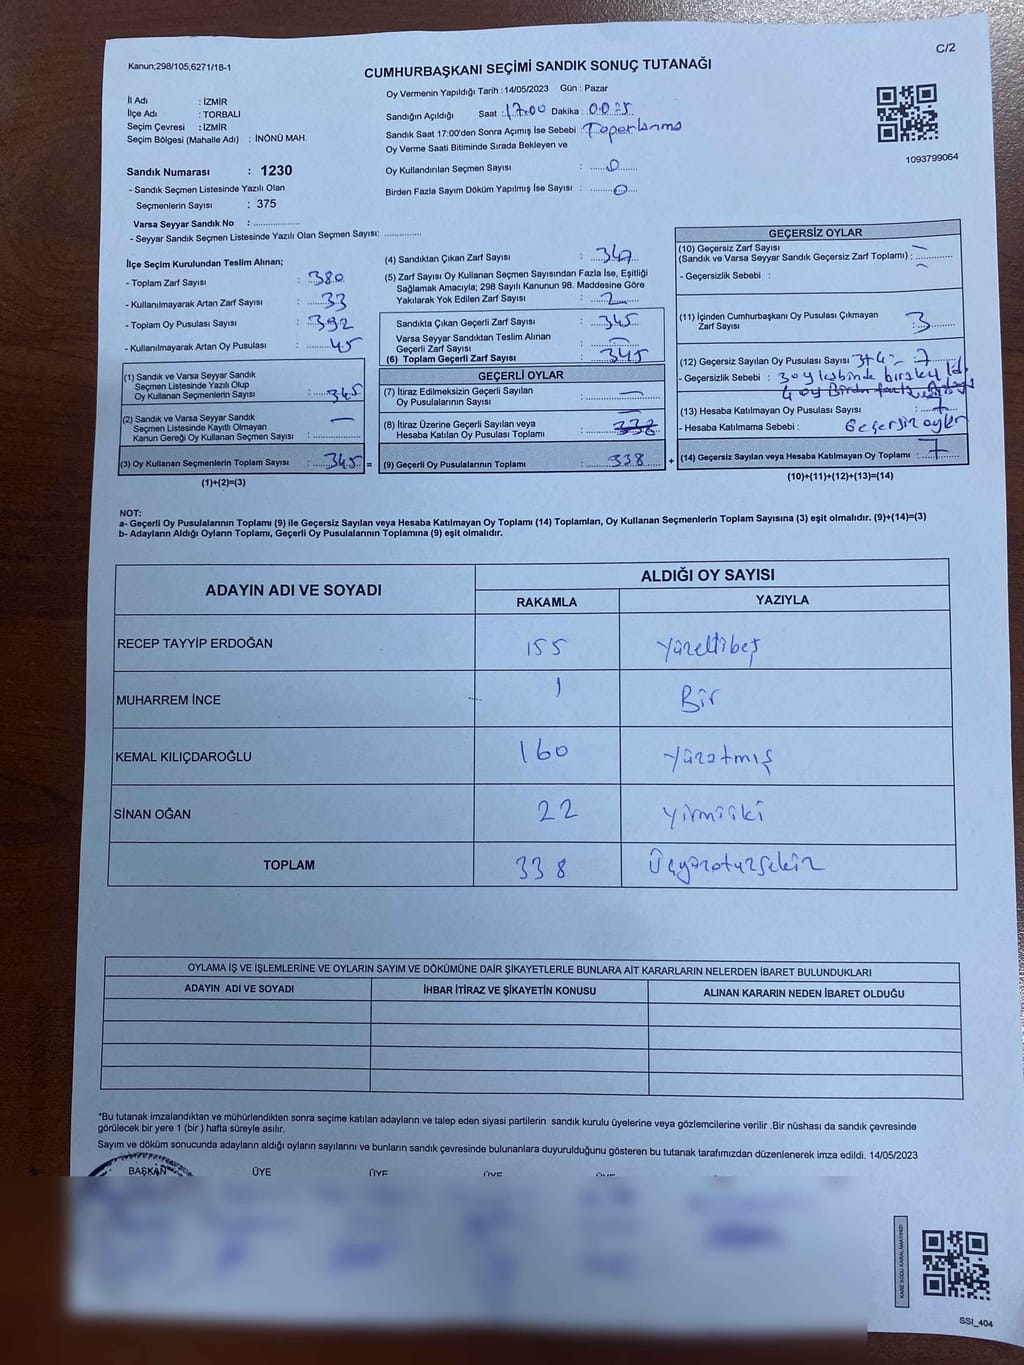 C/2
Kanun;298/105,6271/18-1
CUMHURBAŞKANI SEÇİMİ SANDIK SONUÇ TUTANAĞI
İl Adı : İZMİR
İlçe Adı : TORBALI
Seçim Çevresi : İZMİR
Seçim Bölgesi (Mahalle Adı) : İNÖNÜ MAH.
Oy Vermenin Yapıldığı Tarih : 14/05/2023 Gün : Pazar
Sandığın Açıldığı Saat : 17.00 Dakika :
Sandık Saat 17:00'den Sonra Açımış İse Sebebi : Toparlanma
Oy Verme Saati Bitiminde Sırada Bekleyen ve
Oy Kullandırılan Seçmen Sayısı : 0
Birden Fazla Sayım Döküm Yapılmış İse Sayısı : 0
1093799064
Sandık Numarası : 1230
- Sandık Seçmen Listesinde Yazılı Olan
Seçmenlerin Sayısı : 375
Varsa Seyyar Sandık No :
- Seyyar Sandık Seçmen Listesinde Yazılı Olan Seçmen Sayısı:
İlçe Seçim Kurulundan Teslim Alınan;
- Toplam Zarf Sayısı : 380
- Kullanılmayarak Artan Zarf Sayısı : 33
- Toplam Oy Pusulası Sayısı : 392
- Kullanılmayarak Artan Oy Pusulası : 45
(1) Sandık ve Varsa Seyyar Sandık
Seçmen Listesinde Yazılı Olup
Oy Kullanan Seçmenlerin Sayısı : 345
(2) Sandık ve Varsa Seyyar Sandık
Seçmen Listesinde Kayıtlı Olmayan
Kanun Gereği Oy Kullanan Seçmen Sayısı : —
(3) Oy Kullanan Seçmenlerin Toplam Sayısı : 345 =
(1)+(2)=(3)
(4) Sandıktan Çıkan Zarf Sayısı : 347
(5) Zarf Sayısı Oy Kullanan Seçmen Sayısından Fazla İse, Eşitliği
Sağlamak Amacıyla; 298 Sayılı Kanunun 98. Maddesine Göre
Yakılarak Yok Edilen Zarf Sayısı : 2
Sandıkta Çıkan Geçerli Zarf Sayısı : 345
Varsa Seyyar Sandıktan Teslim Alınan
Geçerli Zarf Sayısı : —
(6) Toplam Geçerli Zarf Sayısı : 345
GEÇERLİ OYLAR
(7) İtiraz Edilmeksizin Geçerli Sayılan
Oy Pusulalarının Sayısı : —
(8) İtiraz Üzerine Geçerli Sayılan veya
Hesaba Katılan Oy Pusulası Toplamı : 338
(9) Geçerli Oy Pusulalarının Toplamı : 338 +
GEÇERSİZ OYLAR
(10) Geçersiz Zarf Sayısı
(Sandık ve Varsa Seyyar Sandık Geçersiz Zarf Toplamı) : —
- Geçersizlik Sebebi :
(11) İçinden Cumhurbaşkanı Oy Pusulası Çıkmayan
Zarf Sayısı 3
(12) Geçersiz Sayılan Oy Pusulası Sayısı 3+4= 7
- Geçersizlik Sebebi : 3 oy
4 oy Birden fazla
(13) Hesaba Katılmayan Oy Pusulası Sayısı : 7
- Hesaba Katılmama Sebebi : Geçersiz oylar
(14) Geçersiz Sayılan veya Hesaba Katılmayan Oy Toplamı : 7
(10)+(11)+(12)+(13)=(14)
NOT:
a- Geçerli Oy Pusulalarının Toplamı (9) ile Geçersiz Sayılan veya Hesaba Katılmayan Oy Toplamı (14) Toplamları, Oy Kullanan Seçmenlerin Toplam Sayısına (3) eşit olmalıdır. (9)+(14)=(3)
b- Adayların Aldığı Oyların Toplamı, Geçerli Oy Pusulalarının Toplamına (9) eşit olmalıdır.
ADAYIN ADI VE SOYADI
ALDIĞI OY SAYISI
RAKAMLA YAZIYLA
RECEP TAYYİP ERDOĞAN 155 Yüzellibeş
MUHARREM İNCE 1 Bir
KEMAL KILIÇDAROĞLU 160 Yüzatmış
SİNAN OĞAN 22 Yirmiiki
TOPLAM 338 Üçyüzotuzsekiz
OYLAMA İŞ VE İŞLEMLERİNE VE OYLARIN SAYIM VE DÖKÜMÜNE DAİR ŞİKAYETLERLE BUNLARA AİT KARARLARIN NELERDEN İBARET BULUNDUKLARI
ADAYIN ADI VE SOYADI İHBAR İTİRAZ VE ŞİKAYETİN KONUSU ALINAN KARARIN NEDEN İBARET OLDUĞU
*Bu tutanak imzalandıktan ve mühürlendikten sonra seçime katılan adayların ve talep eden siyasi partilerin sandık kurulu üyelerine veya gözlemcilerine verilir .Bir nüshası da sandık çevresinde
görülecek bir yere 1 (bir ) hafta süreyle asılır.
Sayım ve döküm sonucunda adayların aldığı oyların sayılarını ve bunların sandık çevresinde bulunanlara duyurulduğunu gösteren bu tutanak tarafımızdan düzenlenerek imza edildi. 14/05/2023
BAŞKAN ÜYE ÜYE ÜYE
KARE KODU KARALAMAYINIZ!
SSI_404